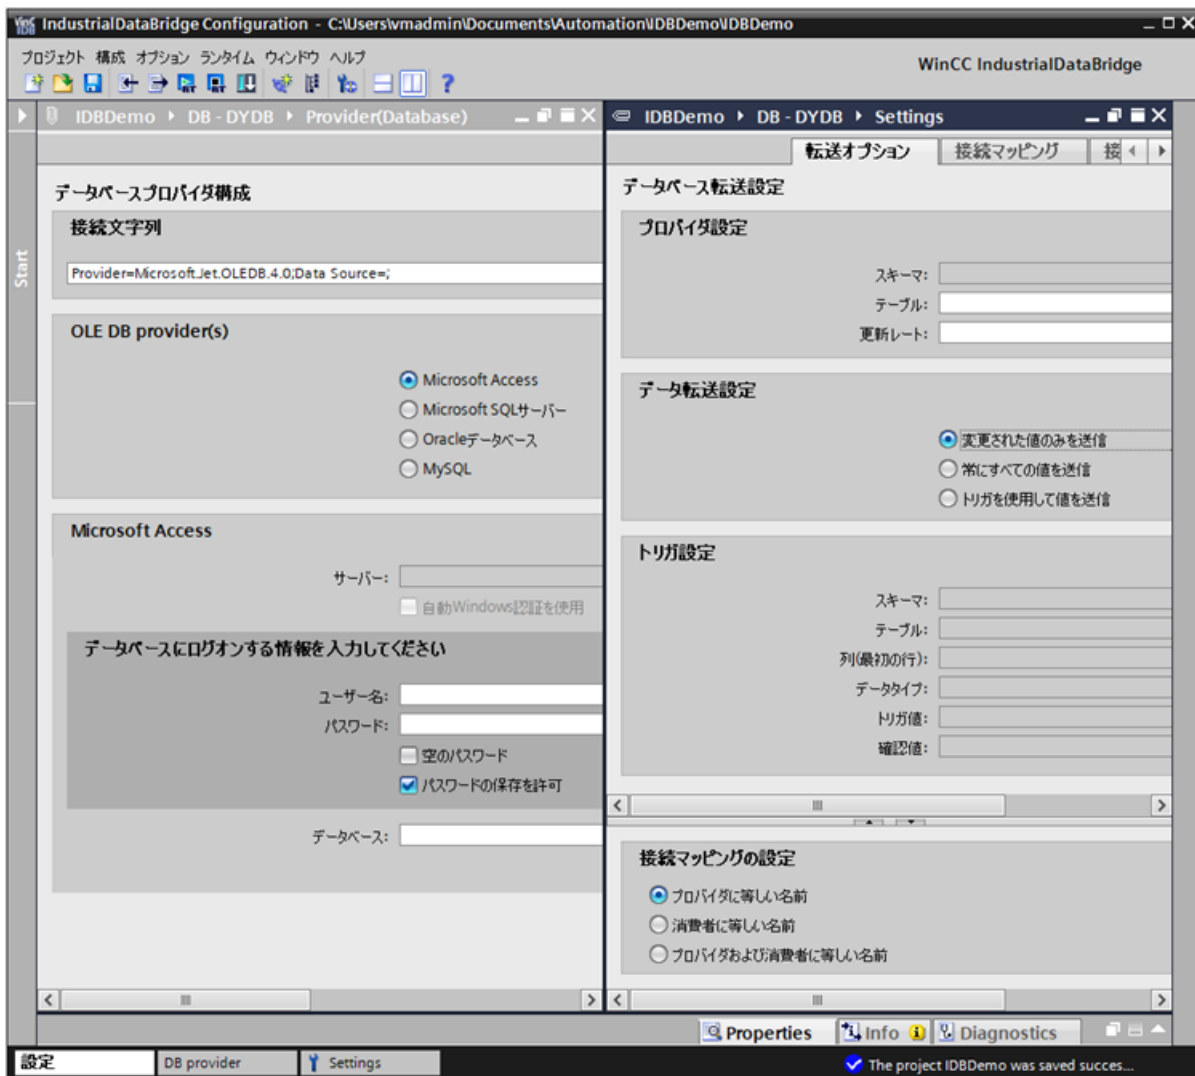 IndustrialDataBridge Configuration - C:\Users\vmadmin\Documents\Automation\IDBDemo\IDBDemo
プロジェクト 構成 オプション ランタイム ウィンドウ ヘルプ
WinCC IndustrialDataBridge
IDBDemo DB - DYDB Provider(Database)
Start
データベースプロバイダ構成
接続文字列
Provider=Microsoft.Jet.OLEDB.4.0;Data Source=;
OLE DB provider(s)
Microsoft Access
Microsoft SQLサーバー
Oracleデータベース
MySQL
Microsoft Access
サーバー:
自動Windows認証を使用
データベースにログオンする情報を入力してください
ユーザー名:
パスワード:
空のパスワード
パスワードの保存を許可
データベース:
IDBDemo DB - DYDB Settings
転送オプション 接続マッピング 接
データベース転送設定
プロバイダ設定
スキーマ:
テーブル:
更新レート:
データ転送設定
変更された値のみを送信
常にすべての値を送信
トリガを使用して値を送信
トリガ設定
スキーマ:
テーブル:
列(最初の行):
データタイプ:
トリガ値:
確認値:
接続マッピングの設定
プロバイダに等しい名前
消費者に等しい名前
プロバイダおよび消費者に等しい名前
Properties Info Diagnostics
設定 DB provider Settings
The project IDBDemo was saved succes...